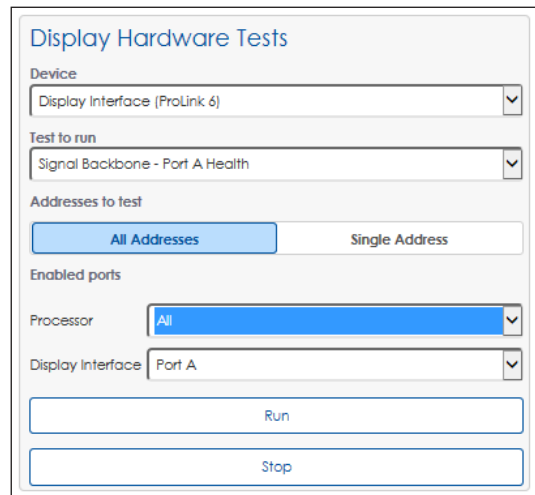 Display Hardware Tests
Device
Display Interface (ProLink 6)
Test to run
Signal Backbone - Port A Health
Addresses to test
All Addresses Single Address
Enabled ports
Processor All
Display Interface Port A
Run
Stop